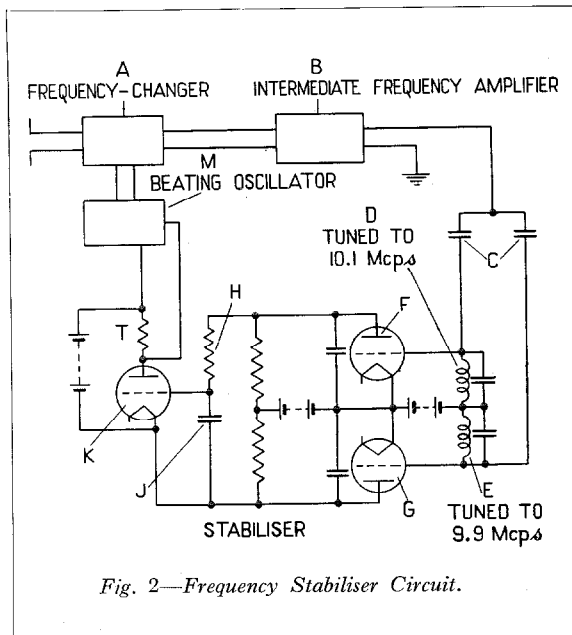 A
FREQUENCY-CHANGER
B
INTERMEDIATE FREQUENCY AMPLIFIER
M
BEATING OSCILLATOR
D
TUNED TO
10.1 Mcps
C
H
F
T
K
J
G
E
TUNED TO
9.9 Mcps
STABILISER
Fig. 2—Frequency Stabiliser Circuit.